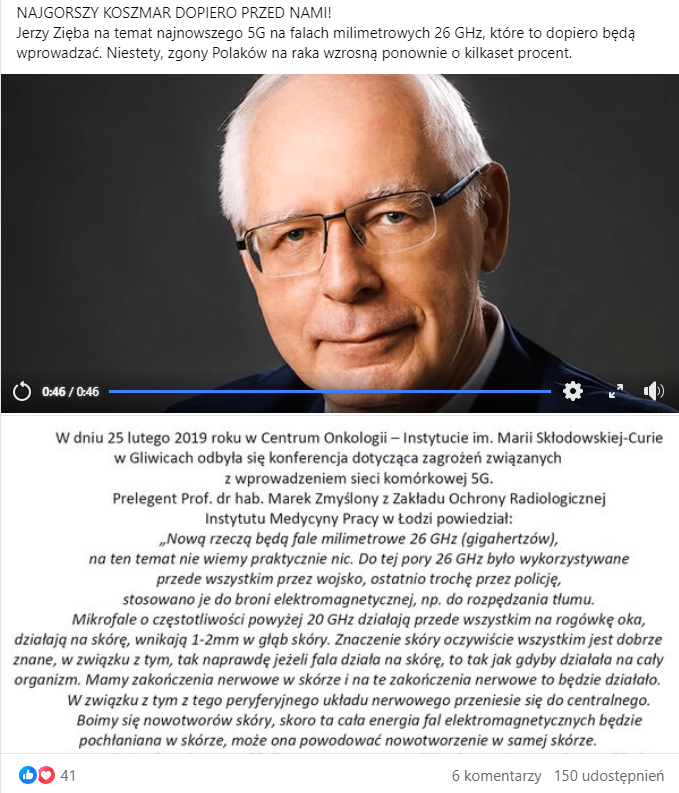 NAJGORSZY KOSZMAR DOPIERO PRZED NAMI!
Jerzy Zięba na temat najnowszego 5G na falach milimetrowych 26 GHz, które to dopiero będą
wprowadzać. Niestety, zgony Polaków na raka wzrosną ponownie o kilkaset procent.
0:46 / 0:46
W dniu 25 lutego 2019 roku w Centrum Onkologii – Instytucie im. Marii Skłodowskiej-Curie
w Gliwicach odbyła się konferencja dotycząca zagrożeń związanych
z wprowadzeniem sieci komórkowej 5G.
Prelegent Prof. dr hab. Marek Zmyślony z Zakładu Ochrony Radiologicznej
Instytutu Medycyny Pracy w Łodzi powiedział:
„Nową rzeczą będą fale milimetrowe 26 GHz (gigahertzów),
na ten temat nie wiemy praktycznie nic. Do tej pory 26 GHz było wykorzystywane
przede wszystkim przez wojsko, ostatnio trochę przez policję,
stosowano je do broni elektromagnetycznej, np. do rozpędzania tłumu.
Mikrofale o częstotliwości powyżej 20 GHz działają przede wszystkim na rogówkę oka,
działają na skórę, wnikają 1-2mm w głąb skóry. Znaczenie skóry oczywiście wszystkim jest dobrze
znane, w związku z tym, tak naprawdę jeżeli fala działa na skórę, to tak jak gdyby działała na cały
organizm. Mamy zakończenia nerwowe w skórze i na te zakończenia nerwowe to będzie działało.
W związku z tym z tego peryferyjnego układu nerwowego przeniesie się do centralnego.
Boimy się nowotworów skóry, skoro ta cała energia fal elektromagnetycznych będzie
pochłaniana w skórze, może ona powodować nowotworzenie w samej skórze.
41
6 komentarzy 150 udostępnień